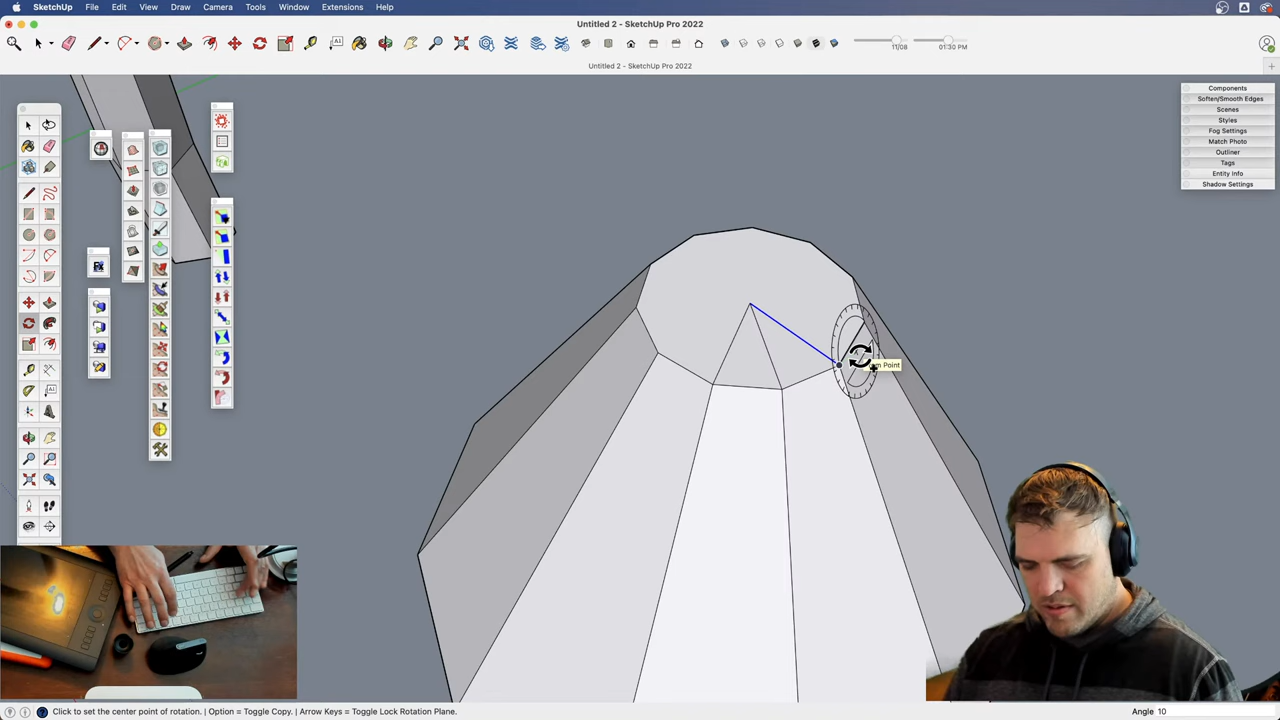 SketchUp File Edit View Draw Camera Tools Window Extensions Help
Untitled 2 - SketchUp Pro 2022
11/08 01:30 PM
Untitled 2 - SketchUp Pro 2022
Components
Soften/Smooth Edges
Scenes
Styles
Fog Settings
Match Photo
Outliner
Tags
Entity Info
Shadow Settings
Point
Click to set the center point of rotation. | Option = Toggle Copy. | Arrow Keys = Toggle Lock Rotation Plane.
Angle 10